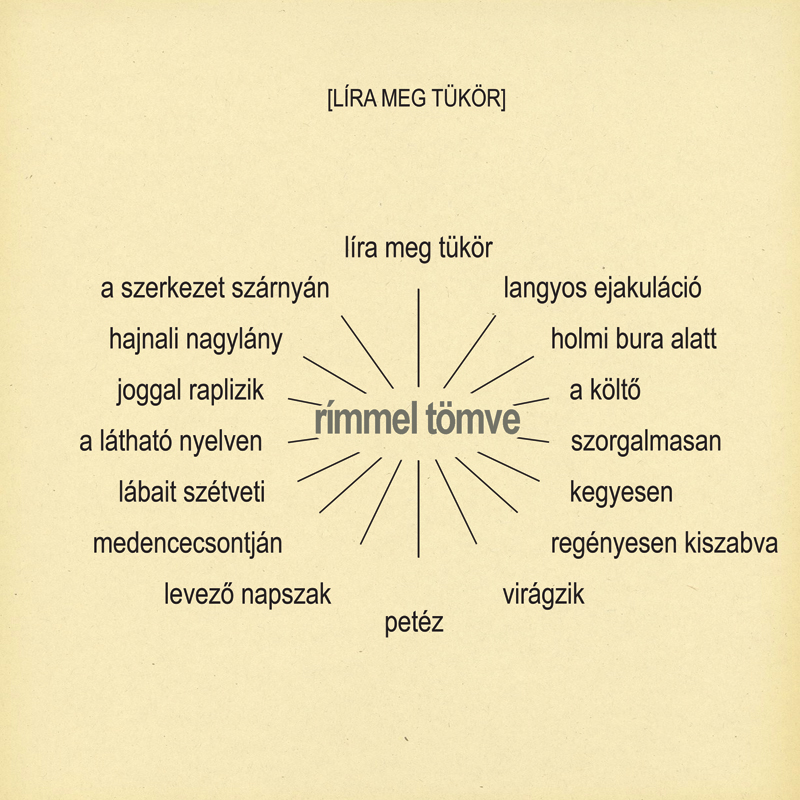 [LÍRA MEG TÜKÖR]
líra meg tükör
langyos ejakuláció
holmi bura alatt
a költő
szorgalmasan
kegyesen
regényesen kiszabva
virágzik
petéz
levező napszak
medencecsontján
lábait szétveti
a látható nyelven
joggal raplizik
hajnali nagylány
a szerkezet szárnyán
rímmel tömve